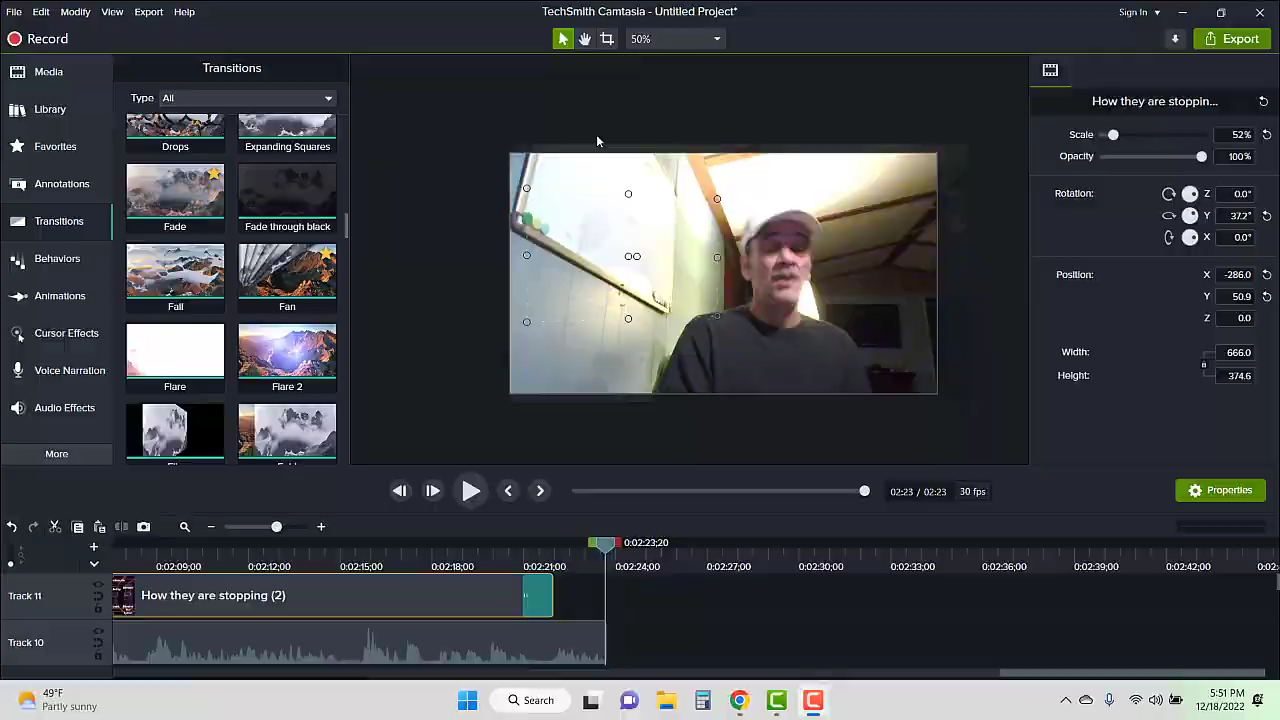 File Edit Modify View Export Help
TechSmith Camtasia - Untitled Project*
Sign In
Record
50%
Export
Media
Library
Favorites
Annotations
Transitions
Behaviors
Animations
Cursor Effects
Voice Narration
Audio Effects
More
Transitions
Type All
Drops Expanding Squares
Fade Fade through black
Fall Fan
Flare Flare 2
How they are stoppin...
Scale 52%
Opacity 100%
Rotation: Z 0.0°
Y 37.2°
X 0.0°
Position: X -286.0
Y 50.9
Z 0.0
Width: 666.0
Height: 374.6
02:23 / 02:23 30 fps
Properties
0:02:23;20
0:02:09;00 0:02:12;00 0:02:15;00 0:02:18;00 0:02:21;00 0:02:24;00 0:02:27;00 0:02:30;00 0:02:33;00 0:02:36;00 0:02:39;00 0:02:42;00
Track 11 How they are stopping (2)
Track 10
49°F
Partly sunny
Search
5:51 PM
12/18/2022